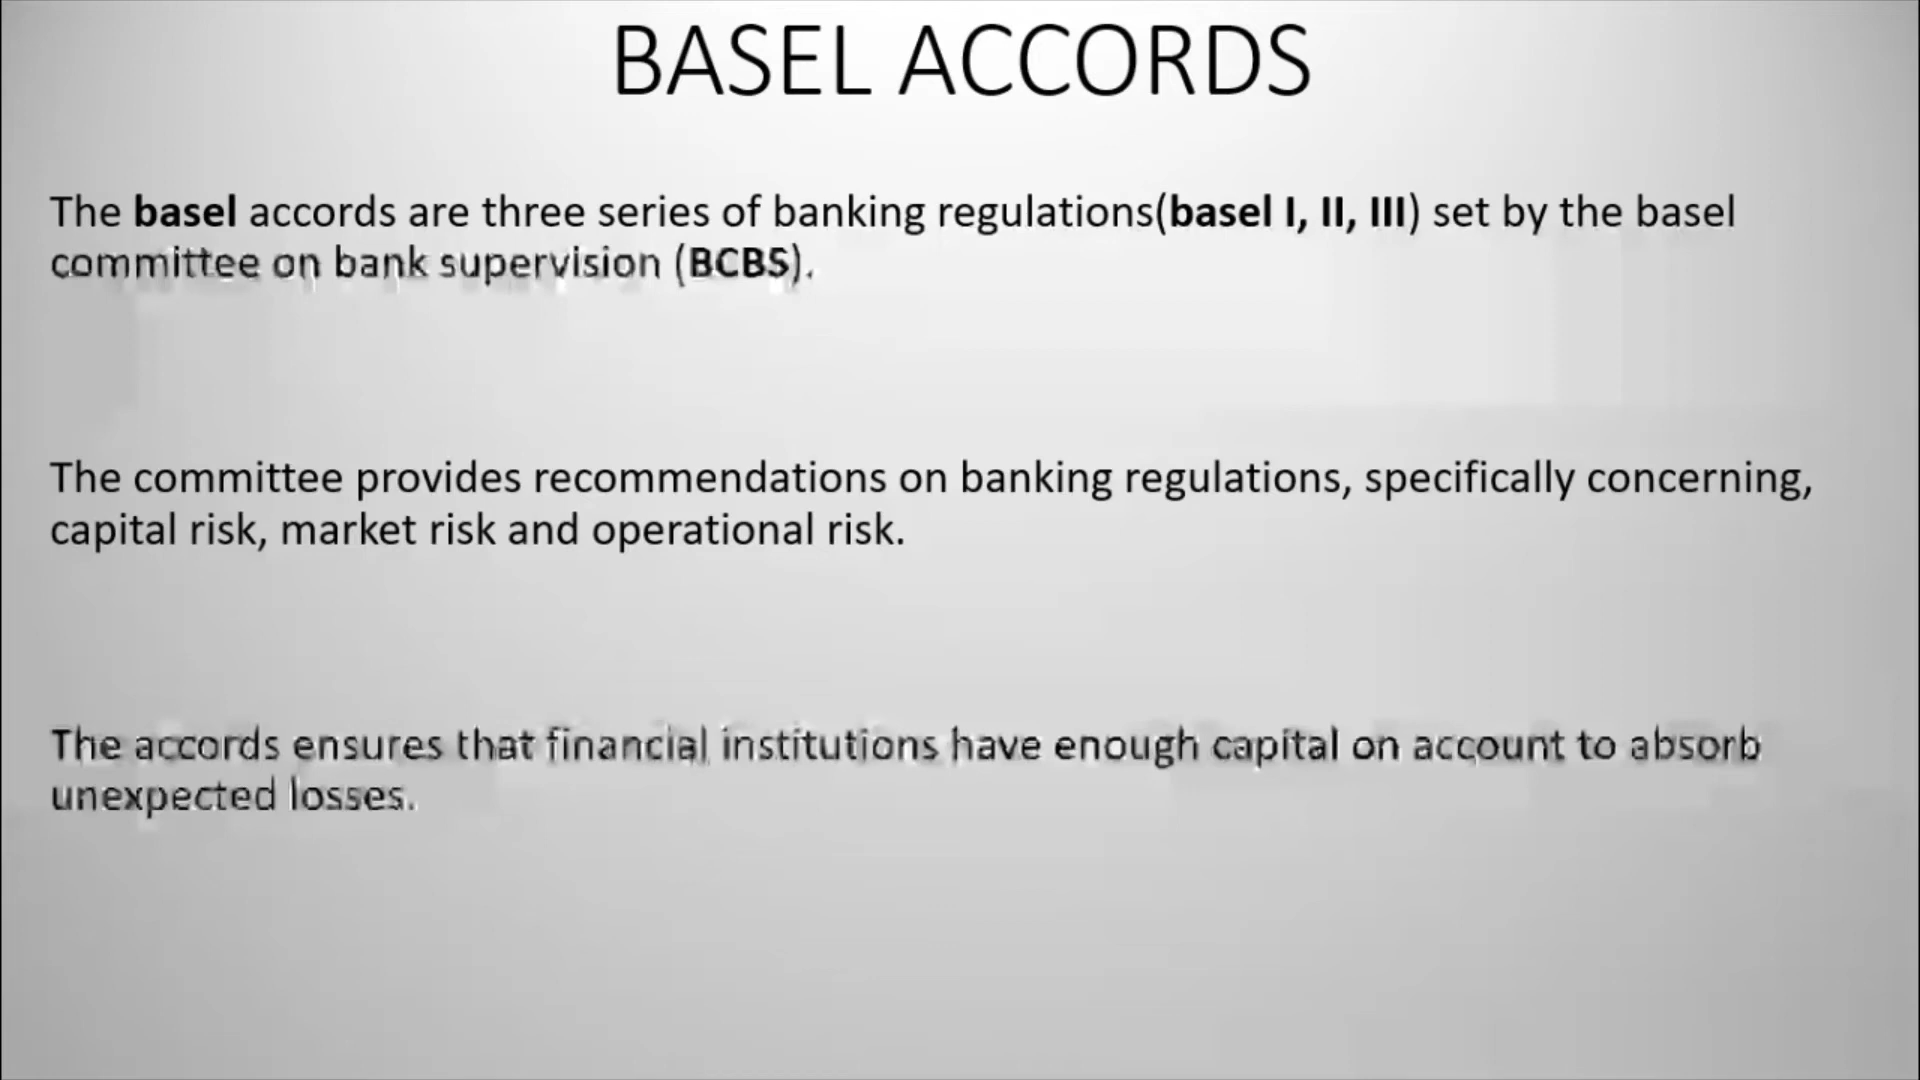 BASEL ACCORDS
The basel accords are three series of banking regulations(basel I, II, III) set by the basel
committee on bank supervision (BCBS).
The committee provides recommendations on banking regulations, specifically concerning,
capital risk, market risk and operational risk.
The accords ensures that financial institutions have enough capital on account to absorb
unexpected losses.